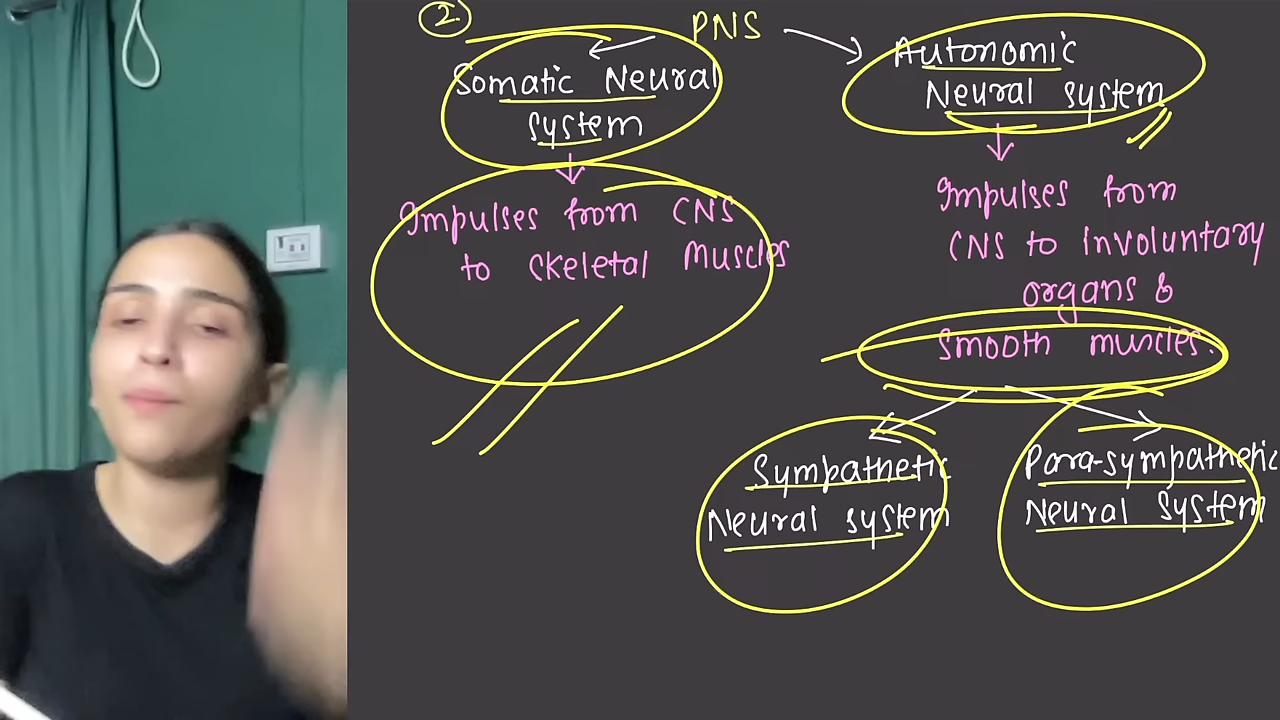 2.
PNS
Somatic Neural
system
Impulses from CNS
to skeletal Muscles
Autonomic
Neural system
Impulses from
CNS to involuntary
organs &
Smooth muscles.
Sympathetic
Neural system
Para-sympathetic
Neural System